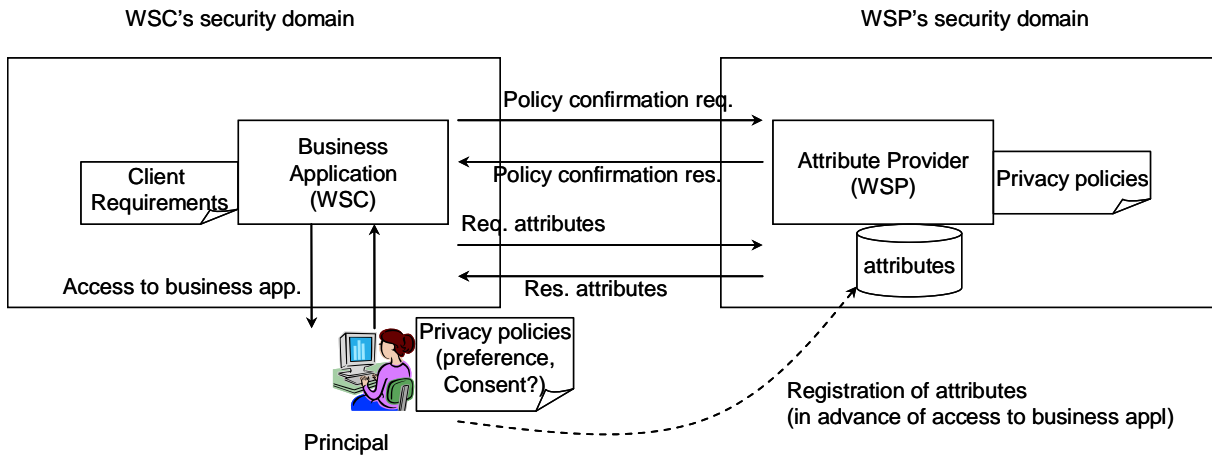 WSC's security domain
WSP's security domain
Policy confirmation req.
Business
Application
(WSC)
Client
Requirements
Policy confirmation res.
Attribute Provider
(WSP)
Privacy policies
Req. attributes
attributes
Access to business app.
Res. attributes
Privacy policies
(preference,
Consent?)
Registration of attributes
(in advance of access to business appl)
Principal